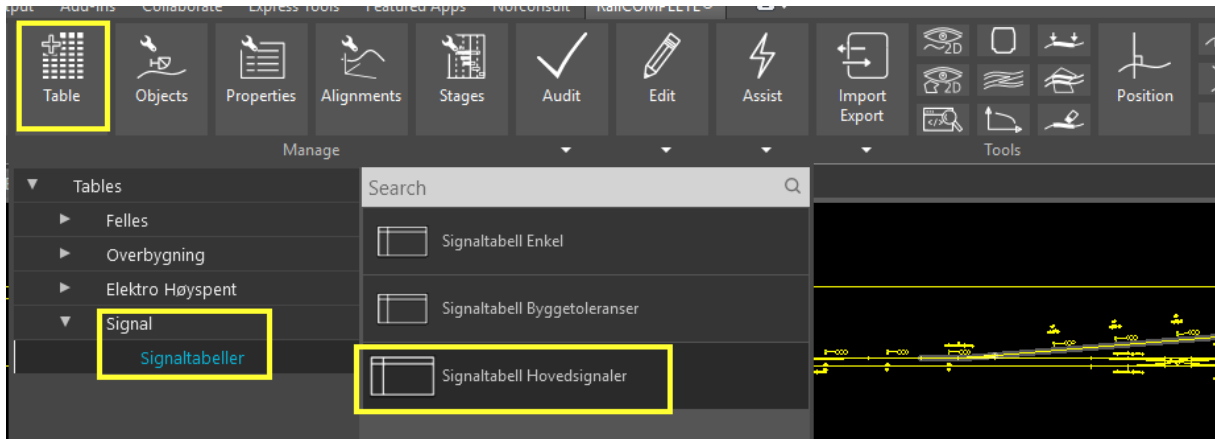 Add-Ins Collaborate Express Tools Featured Apps Norconsult RailCOMPLETE®
Table
Objects
Properties
Alignments
Stages
Audit
Edit
Assist
Import
Export
2D
2D
Position
Manage
Tools
Tables
Search
Felles
Signaltabell Enkel
Overbygning
Elektro Høyspent
Signaltabell Byggetoleranser
Signal
Signaltabeller
Signaltabell Hovedsignaler